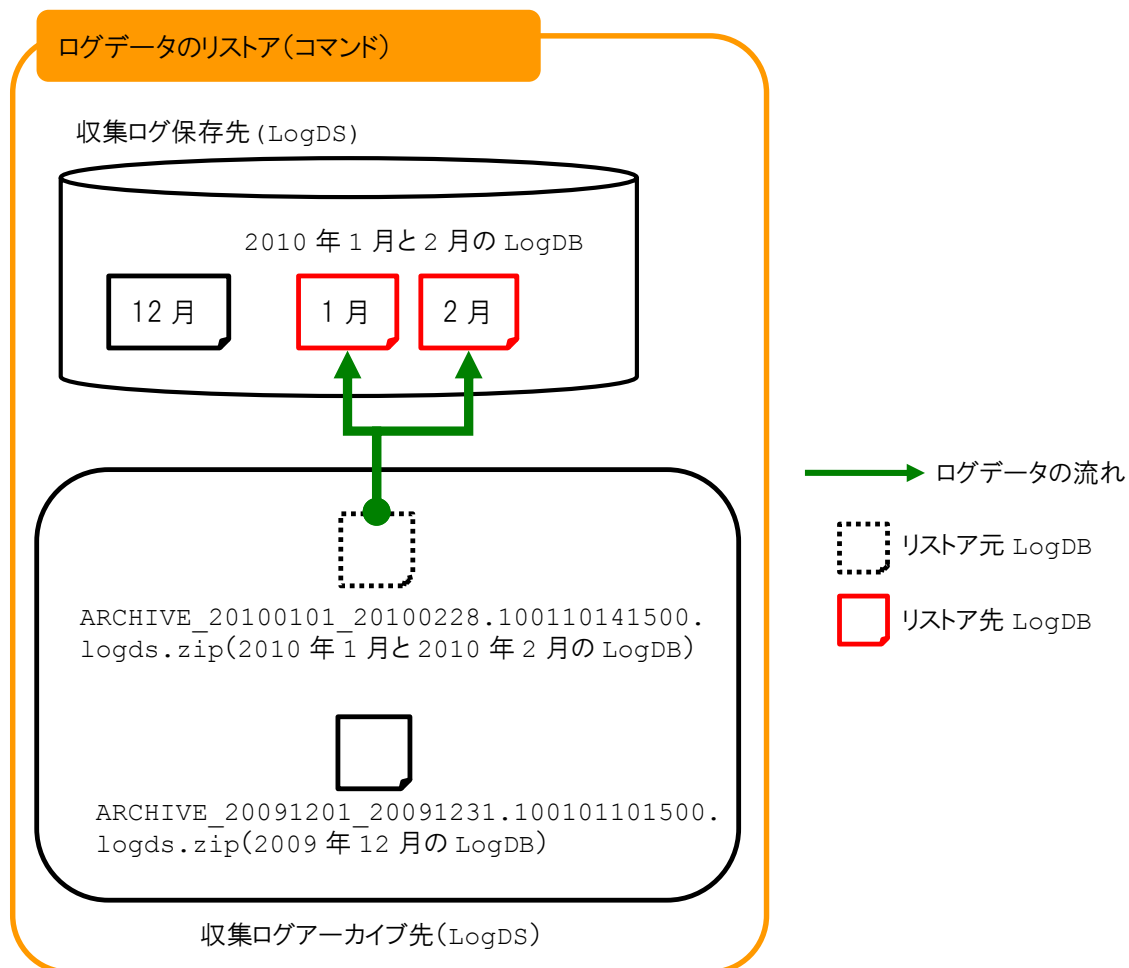 ログデータのリストア(コマンド)
収集ログ保存先(LogDS)
2010 年 1 月と 2 月の LogDB
12 月
1 月
2 月
ログデータの流れ
リストア元 LogDB
リストア先 LogDB
ARCHIVE_20100101_20100228.100110141500.
logds.zip(2010 年 1 月と 2010 年 2 月の LogDB)
ARCHIVE_20091201_20091231.100101101500.
logds.zip(2009 年 12 月の LogDB)
収集ログアーカイブ先(LogDS)